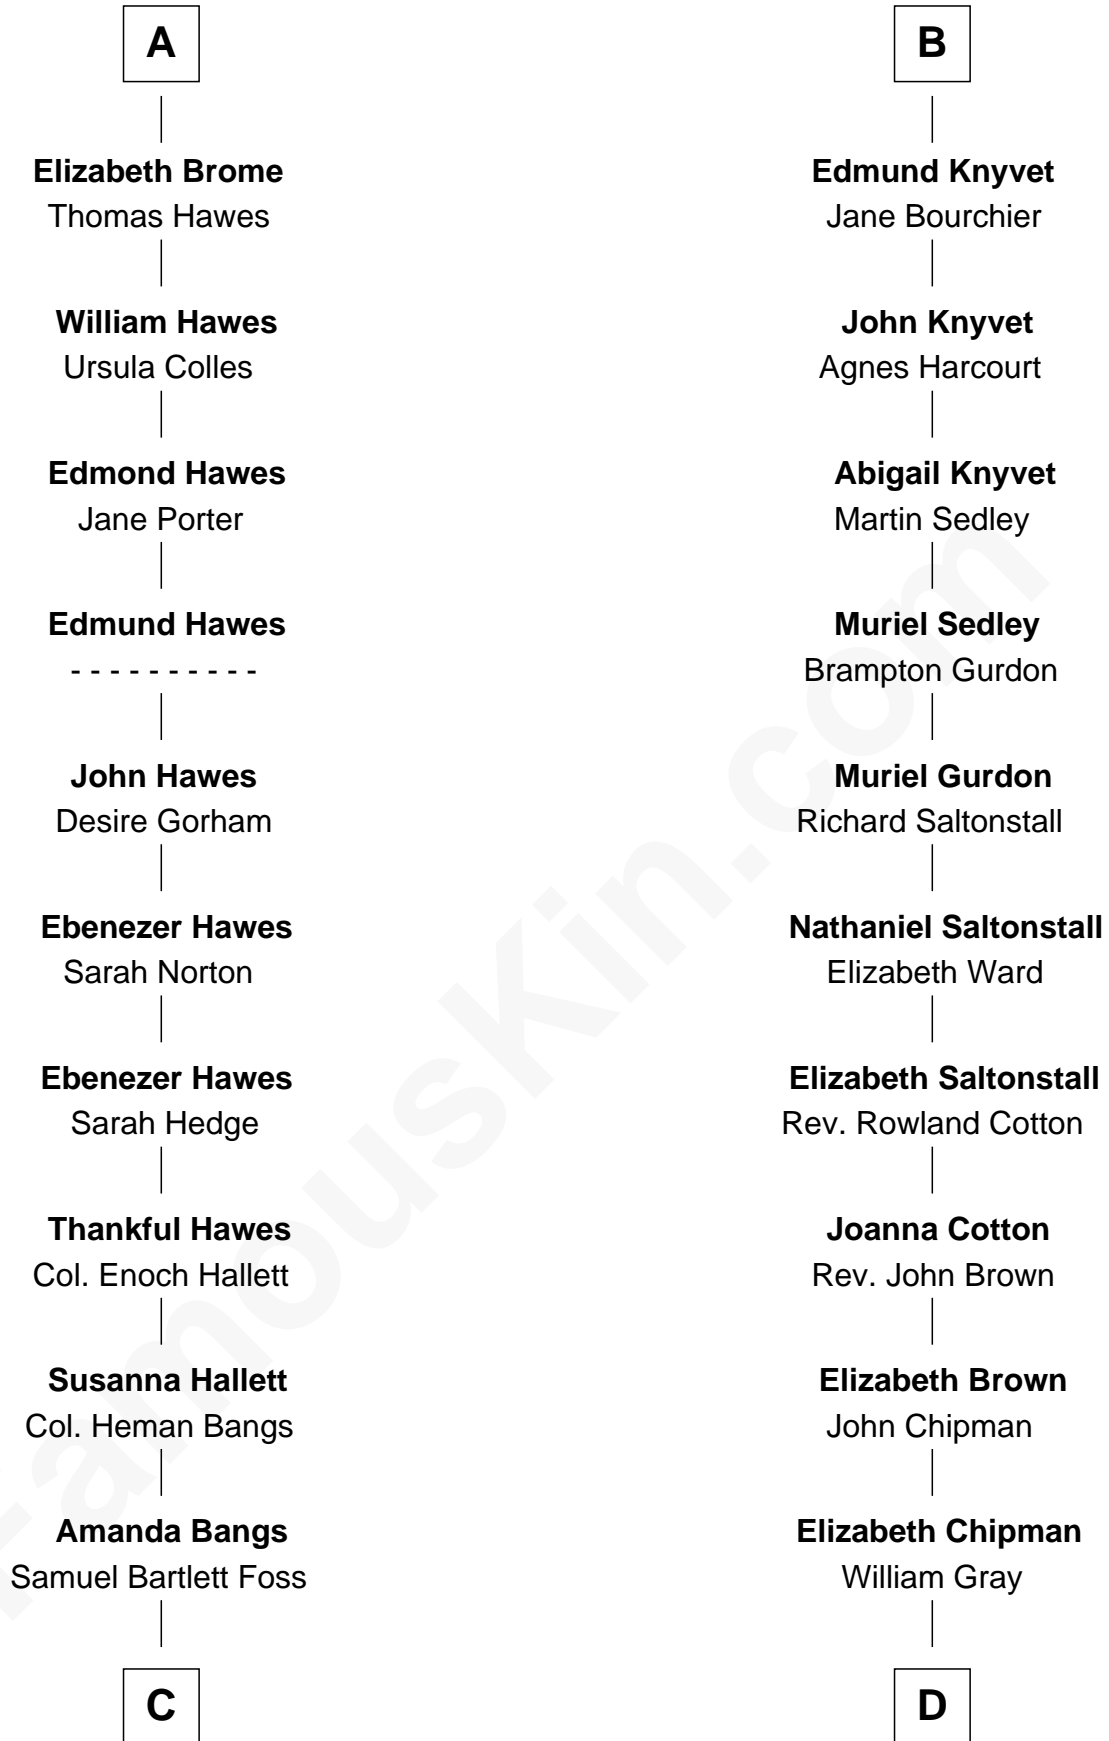 A
Elizabeth Brome
Thomas Hawes
William Hawes
Ursula Colles
Edmond Hawes
Jane Porter
Edmund Hawes
- - - - - - - - - -
John Hawes
Desire Gorham
Ebenezer Hawes
Sarah Norton
Ebenezer Hawes
Sarah Hedge
Thankful Hawes
Col. Enoch Hallett
Susanna Hallett
Col. Heman Bangs
Amanda Bangs
Samuel Bartlett Foss
C
B
Edmund Knyvet
Jane Bourchier
John Knyvet
Agnes Harcourt
Abigail Knyvet
Martin Sedley
Muriel Sedley
Brampton Gurdon
Muriel Gurdon
Richard Saltonstall
Nathaniel Saltonstall
Elizabeth Ward
Elizabeth Saltonstall
Rev. Rowland Cotton
Joanna Cotton
Rev. John Brown
Elizabeth Brown
John Chipman
Elizabeth Chipman
William Gray
D
FamousKin.com